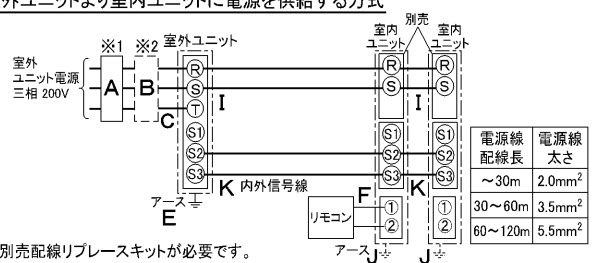 外ユニットより室内ユニットに電源を供給する方式
※1 ※2 室外ユニット
別売
室内
ユニット
室内
ユニット
室外
ユニット電源
三相 200V
A B
C
R
S
T
S1
S2
S3
I
R
S
I
R
S
S1
S2
S3
S1
S2
S3
K 内外信号線
K
アース
E
F
リモコン
①
②
①
②
アース J
J
電源線
配線長
電源線
太さ
～30m 2.0mm²
30～60m 3.5mm²
60～120m 5.5mm²
別売配線リプレースキットが必要です。